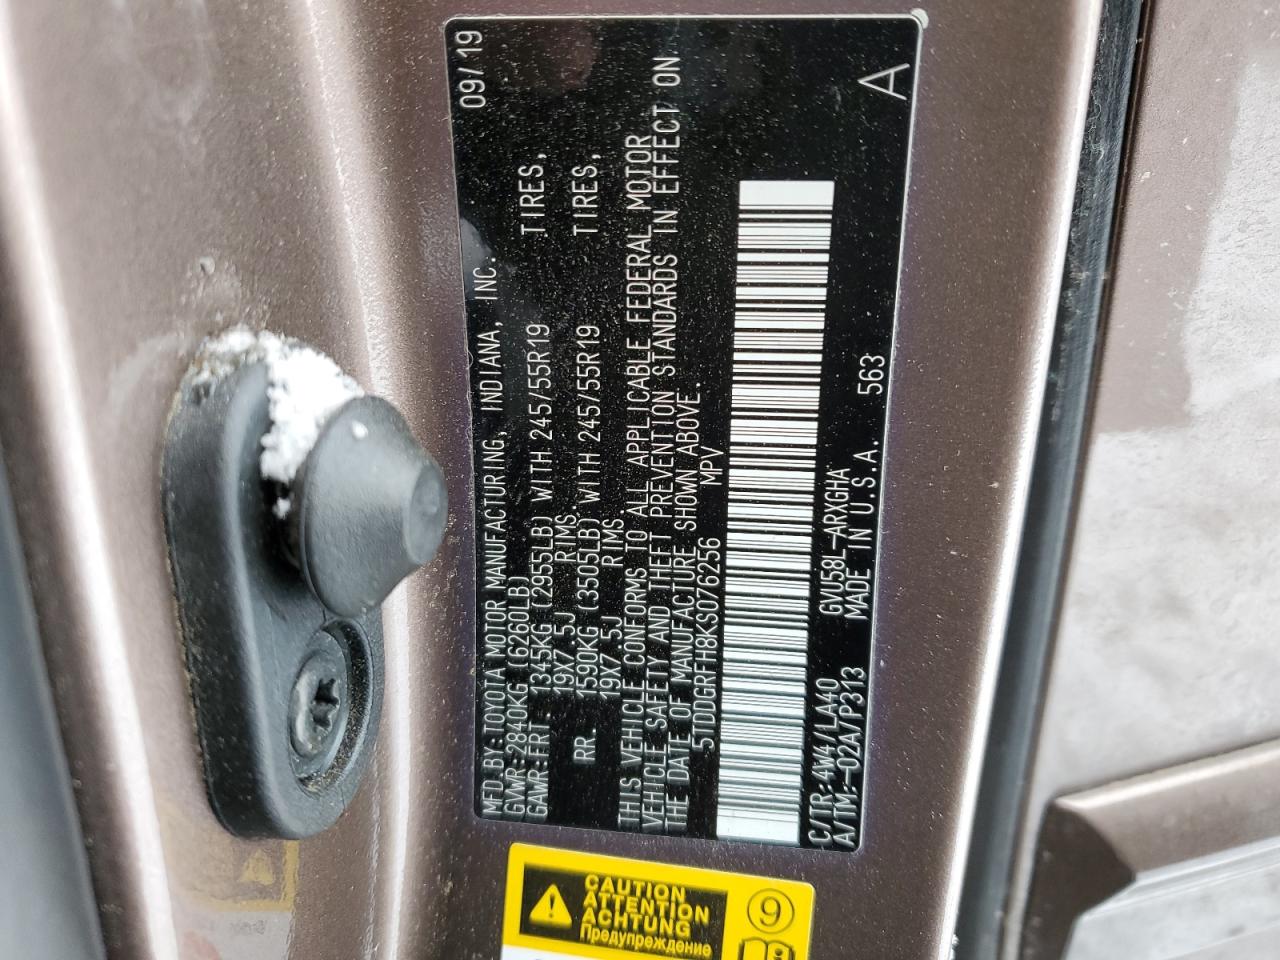 MFD.BY:TOYOTA MOTOR MANUFACTURING, INDIANA, INC. 09/19
GVWR:2840KG (6260LB)
GAWR:FRT. 1345KG (2955LB) WITH 245/55R19 TIRES,
19X7.5J RIMS.
RR. 1590KG (3505LB) WITH 245/55R19 TIRES,
19X7.5J RIMS
THIS VEHICLE CONFORMS TO ALL APPLICABLE FEDERAL MOTOR
VEHICLE SAFETY AND THEFT PREVENTION STANDARDS IN EFFECT ON
THE DATE OF MANUFACTURE SHOWN ABOVE.
5TDDGRFH8KS076256 MPV
C/TR:4W4/LA40 GVU58L-ARXGHA
A/TM:-02A/P313 MADE IN U.S.A. 563 A
CAUTION
ATTENTION
ACHTUNG
Предупреждение
9